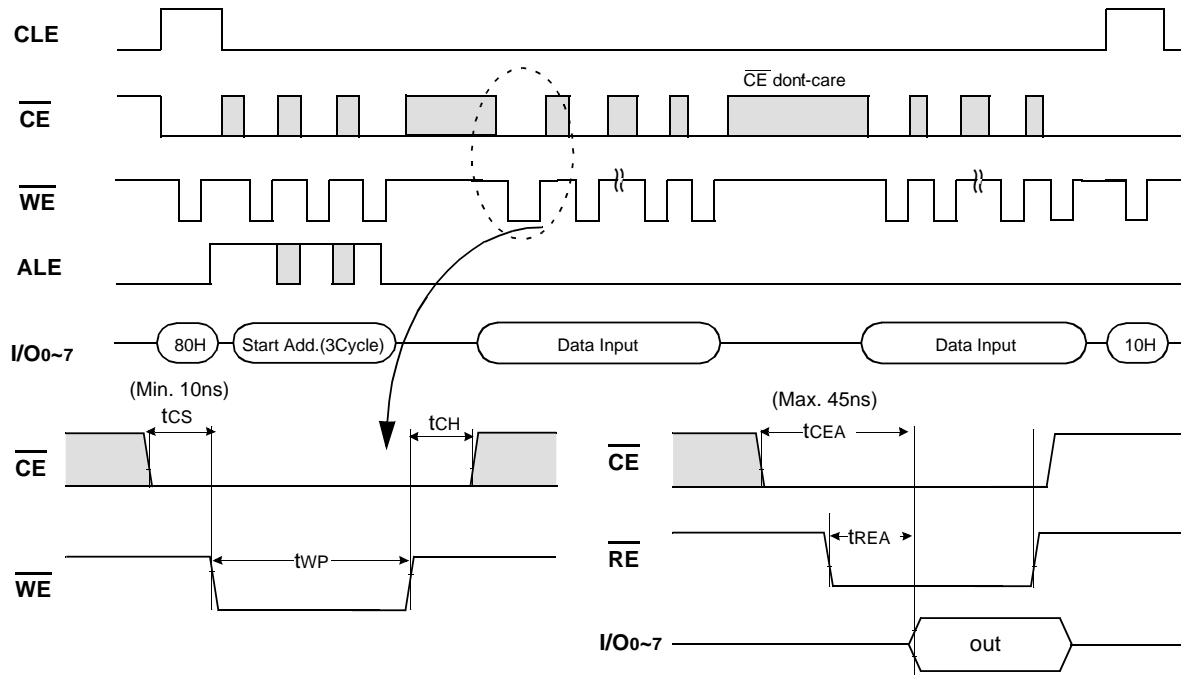 CLE
CE dont-care
CE
WE
ALE
I/O0~7
80H
Start Add.(3Cycle)
Data Input
Data Input
10H
(Min. 10ns)
tCS
tCH
CE
tWP
WE
(Max. 45ns)
tCEA
CE
tREA
RE
I/O0~7
out